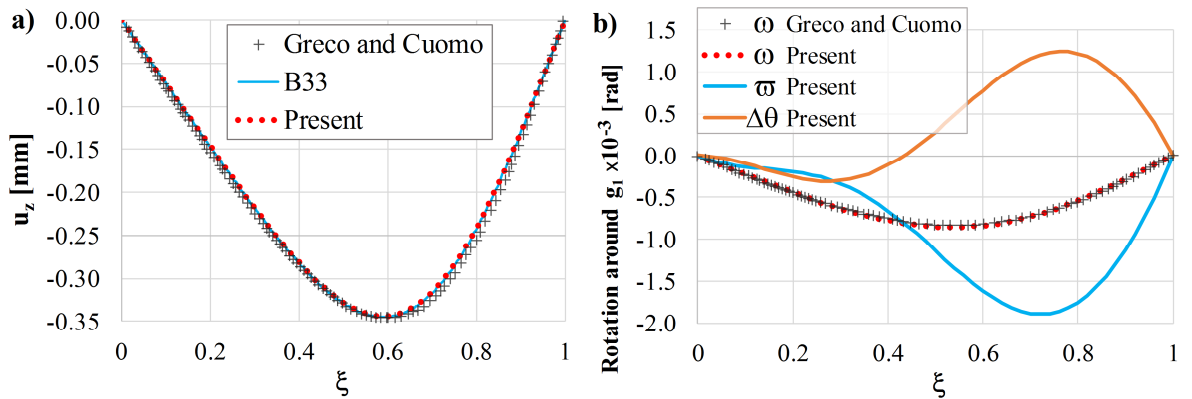 a)
0.00
-0.05
-0.10
-0.15
-0.20
-0.25
-0.30
-0.35
u_z [mm]
Greco and Cuomo
B33
Present
0 0.2 0.4 0.6 0.8 1
ξ
b)
1.5
1.0
0.5
0.0
-0.5
-1.0
-1.5
-2.0
Rotation around g₁ x10⁻³ [rad]
ω Greco and Cuomo
ω Present
ϖ Present
Δθ Present
0 0.2 0.4 0.6 0.8 1
ξ